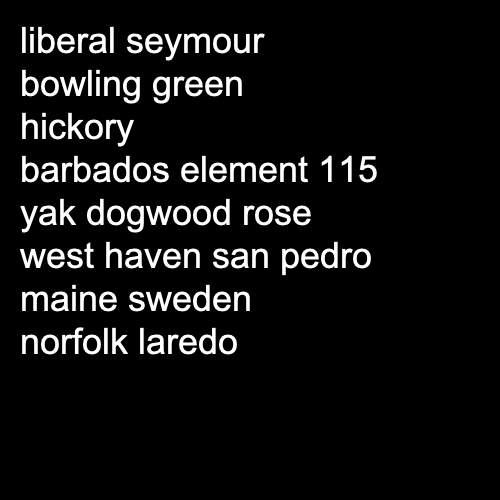 liberal seymour
bowling green
hickory
barbados element 115
yak dogwood rose
west haven san pedro
maine sweden
norfolk laredo